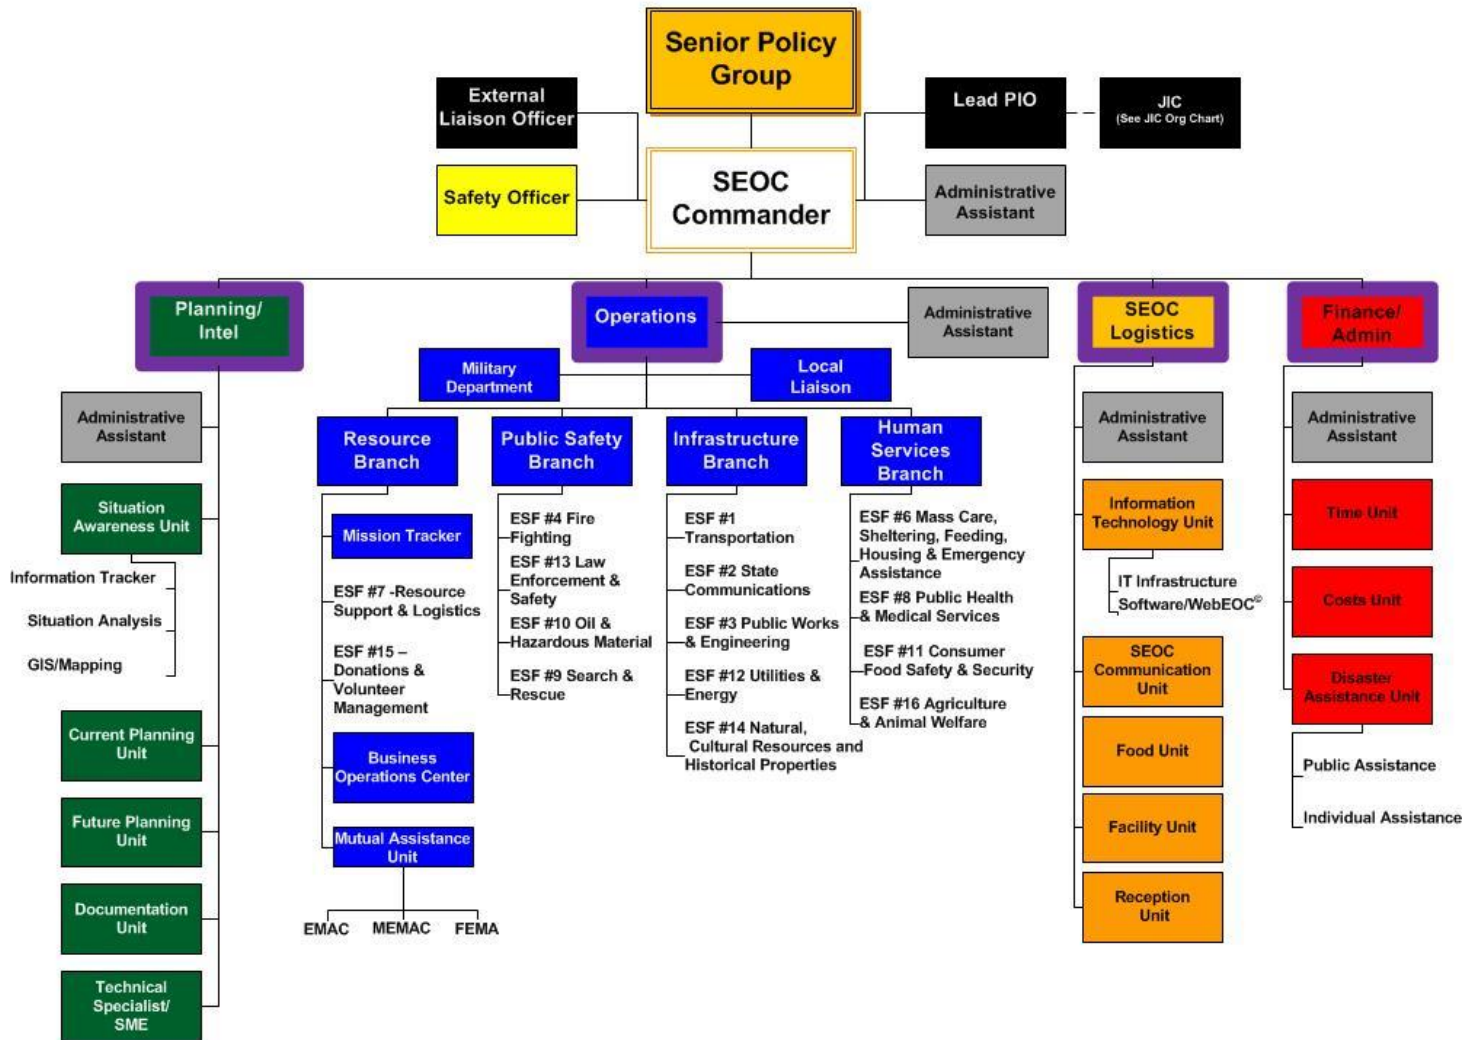 Senior Policy
Group
External
Liaison Officer
Lead PIO
JIC
(See JIC Org Chart)
Safety Officer
SEOC
Commander
Administrative
Assistant
Planning/
Intel
Operations
Administrative
Assistant
SEOC
Logistics
Finance/
Admin
Military
Department
Local
Liaison
Administrative
Assistant
Resource
Branch
Public Safety
Branch
Infrastructure
Branch
Human
Services
Branch
Administrative
Assistant
Administrative
Assistant
Situation
Awareness Unit
Information Tracker
Situation Analysis
GIS/Mapping
Current Planning
Unit
Future Planning
Unit
Documentation
Unit
Technical
Specialist/
SME
Mission Tracker
ESF #7 -Resource
Support & Logistics
ESF #15 –
Donations &
Volunteer
Management
Business
Operations Center
Mutual Assistance
Unit
EMAC
MEMAC
FEMA
ESF #4 Fire
Fighting
ESF #13 Law
Enforcement &
Safety
ESF #10 Oil &
Hazardous Material
ESF #9 Search &
Rescue
ESF #1
Transportation
ESF #2 State
Communications
ESF #3 Public Works
& Engineering
ESF #12 Utilities &
Energy
ESF #14 Natural,
Cultural Resources and
Historical Properties
ESF #6 Mass Care,
Sheltering, Feeding,
Housing & Emergency
Assistance
ESF #8 Public Health
& Medical Services
ESF #11 Consumer
Food Safety & Security
ESF #16 Agriculture
& Animal Welfare
Information
Technology Unit
IT Infrastructure
Software/WebEOC©
SEOC
Communication
Unit
Food Unit
Facility Unit
Reception
Unit
Time Unit
Costs Unit
Disaster
Assistance Unit
Public Assistance
Individual Assistance